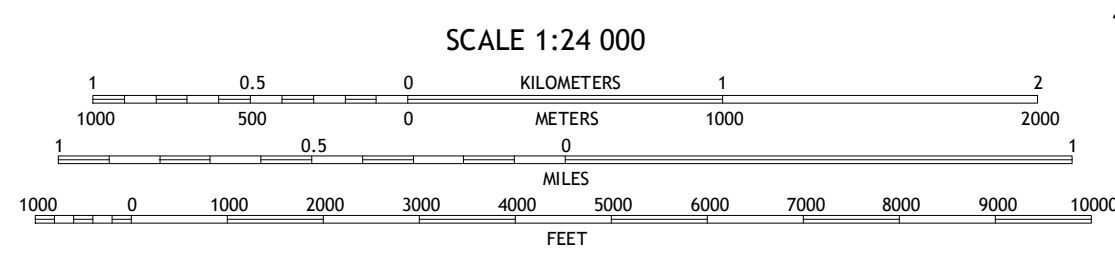 SCALE 1:24 000
1 0.5 0 KILOMETERS 1 2
1000 500 0 METERS 1000 2000
1 0.5 0 1
MILES
1000 0 1000 2000 3000 4000 5000 6000 7000 8000 9000 10000
FEET